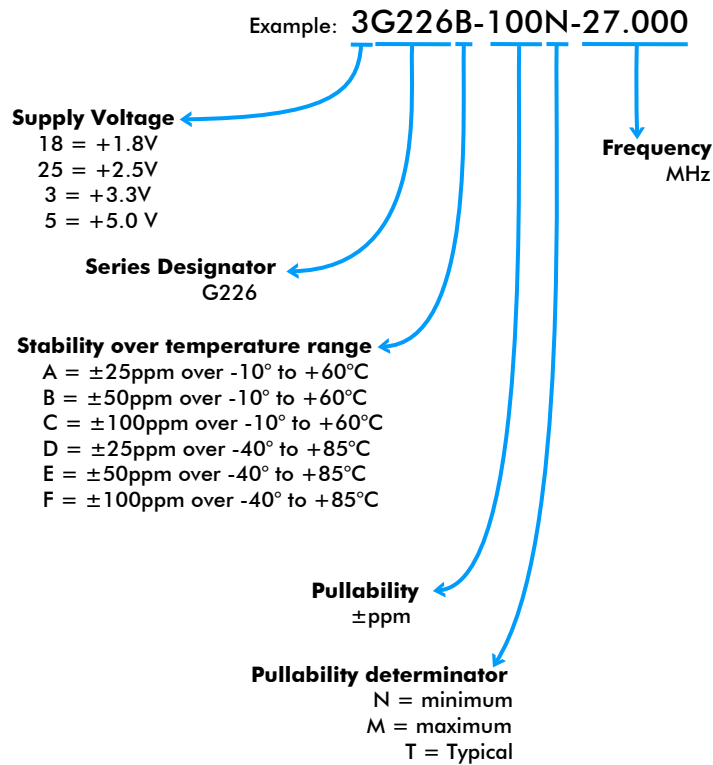 Example: 3G226B-100N-27.000
Supply Voltage
18 = +1.8V
25 = +2.5V
3 = +3.3V
5 = +5.0 V
Frequency
MHz
Series Designator
G226
Stability over temperature range
A = ±25ppm over -10° to +60°C
B = ±50ppm over -10° to +60°C
C = ±100ppm over -10° to +60°C
D = ±25ppm over -40° to +85°C
E = ±50ppm over -40° to +85°C
F = ±100ppm over -40° to +85°C
Pullability
±ppm
Pullability determinator
N = minimum
M = maximum
T = Typical